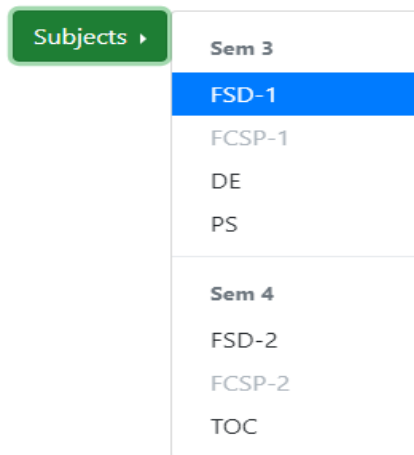 Subjects ▸
Sem 3
FSD-1
FCSP-1
DE
PS
Sem 4
FSD-2
FCSP-2
TOC